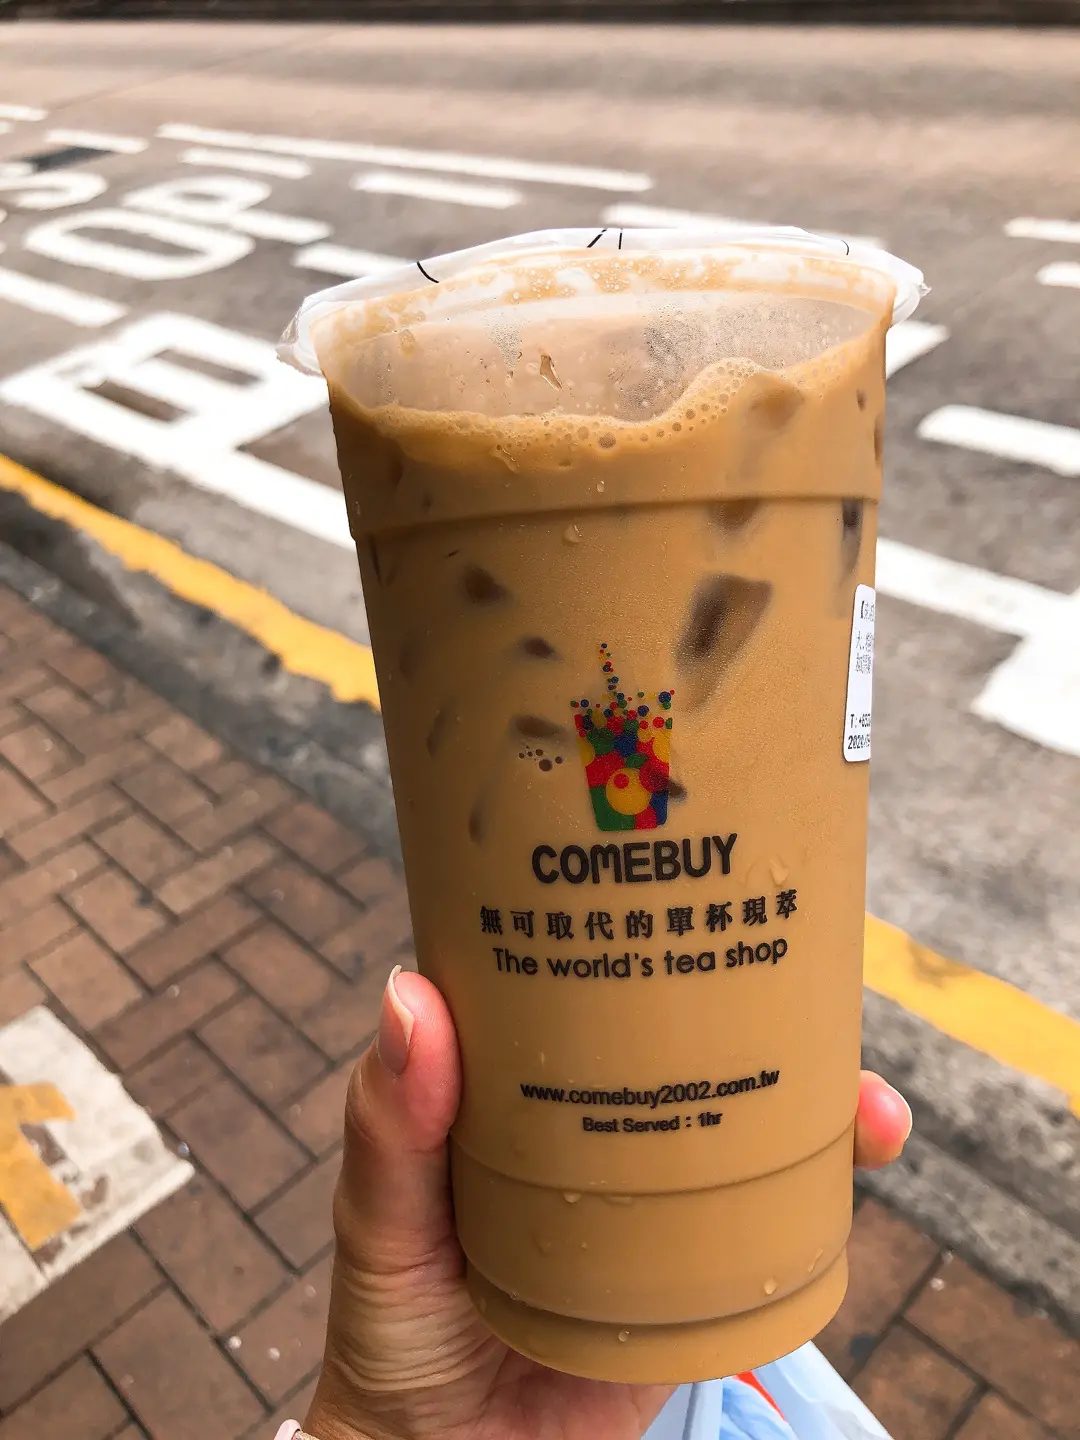 COMEBUY
無可取代的單杯現萃
The world's tea shop
www.comebuy2002.com.tw
Best Served : 1hr